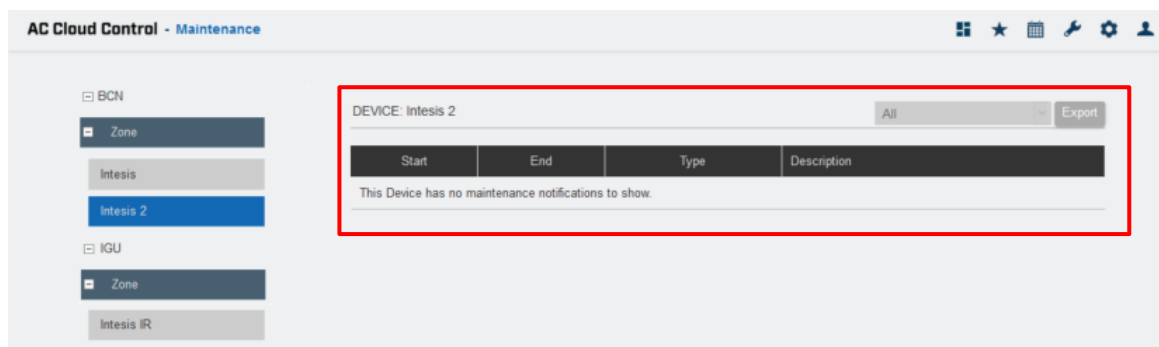 AC Cloud Control - Maintenance
BCN
Zone
Intesis
Intesis 2
IGU
Zone
Intesis IR
DEVICE: Intesis 2
All
Export
Start End Type Description
This Device has no maintenance notifications to show.